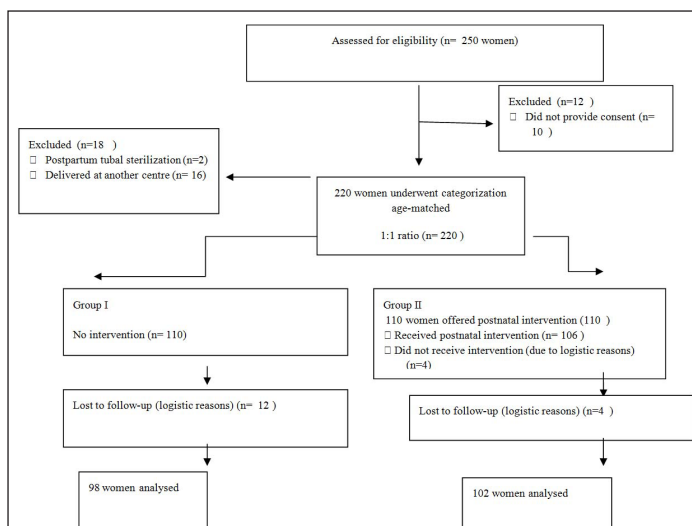 Assessed for eligibility (n= 250 women)
Excluded (n=12 )
☐ Did not provide consent (n=
10 )
Excluded (n=18 )
☐ Postpartum tubal sterilization (n=2)
☐ Delivered at another centre (n= 16)
220 women underwent categorization
age-matched
1:1 ratio (n= 220 )
Group I
No intervention (n= 110)
Group II
110 women offered postnatal intervention (110 )
☐ Received postnatal intervention (n= 106 )
☐ Did not receive intervention (due to logistic reasons)
(n=4)
Lost to follow-up (logistic reasons) (n= 12 )
Lost to follow-up (logistic reasons) (n=4 )
98 women analysed
102 women analysed